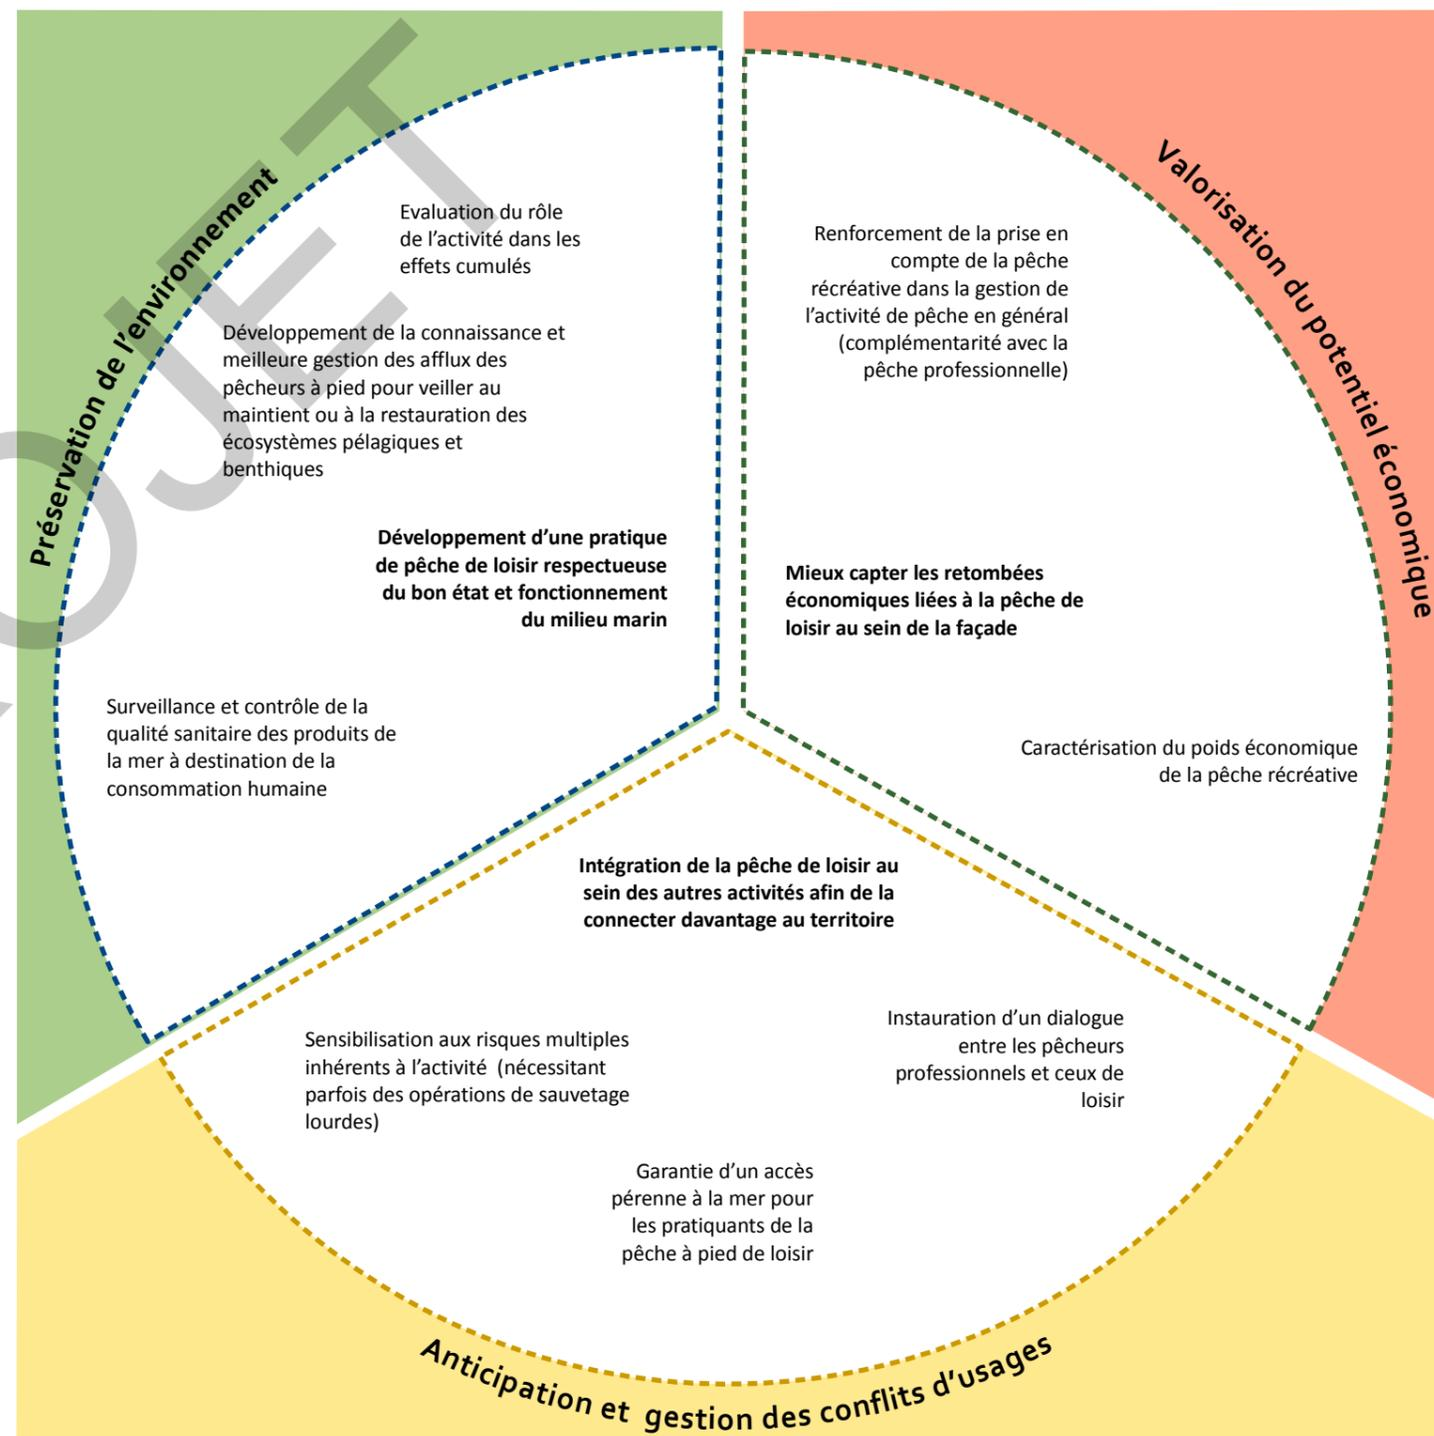 Préservation de l'environnement
Evaluation du rôle
de l'activité dans les
effets cumulés
Développement de la connaissance et
meilleure gestion des afflux des
pêcheurs à pied pour veiller au
maintient ou à la restauration des
écosystèmes pélagiques et
benthiques
Développement d'une pratique
de pêche de loisir respectueuse
du bon état et fonctionnement
du milieu marin
Surveillance et contrôle de la
qualité sanitaire des produits de
la mer à destination de la
consommation humaine
Valorisation du potentiel économique
Renforcement de la prise en
compte de la pêche
récréative dans la gestion de
l'activité de pêche en général
(complémentarité avec la
pêche professionnelle)
Mieux capter les retombées
économiques liées à la pêche de
loisir au sein de la façade
Caractérisation du poids économique
de la pêche récréative
Intégration de la pêche de loisir au
sein des autres activités afin de la
connecter davantage au territoire
Sensibilisation aux risques multiples
inhérents à l'activité (nécessitant
parfois des opérations de sauvetage
lourdes)
Instauration d'un dialogue
entre les pêcheurs
professionnels et ceux de
loisir
Garantie d'un accès
pérenne à la mer pour
les pratiquants de la
pêche à pied de loisir
Anticipation et gestion des conflits d'usages
OJET